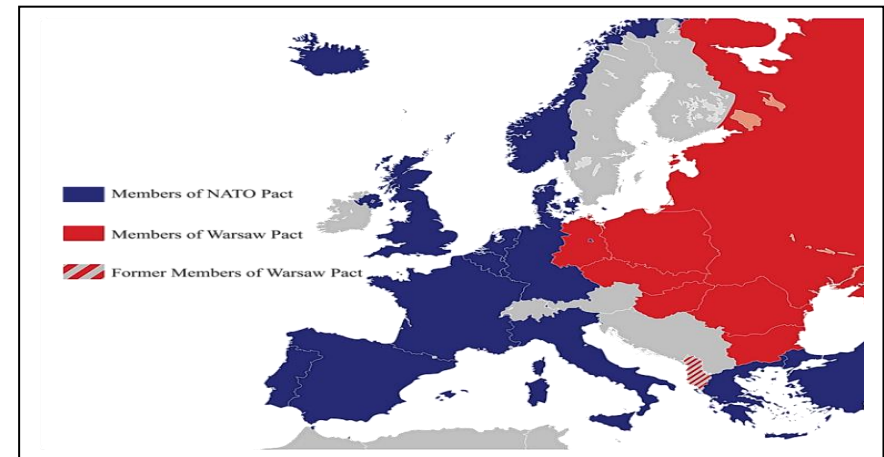 Members of NATO Pact
Members of Warsaw Pact
Former Members of Warsaw Pact